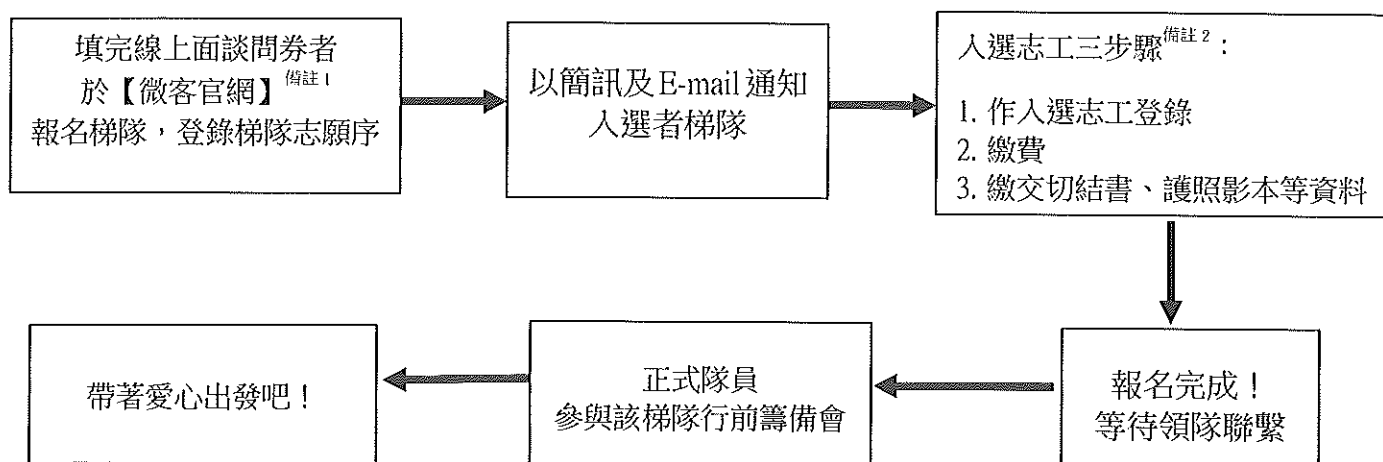 填完線上面談問券者
於【微客官網】備註1
報名梯隊，登錄梯隊志願序
以簡訊及E-mail通知
入選者梯隊
入選志工三步驟備註2：
1. 作入選志工登錄
2. 繳費
3. 繳交切結書、護照影本等資料
報名完成！
等待領隊聯繫
正式隊員
參與該梯隊行前籌備會
帶著愛心出發吧！